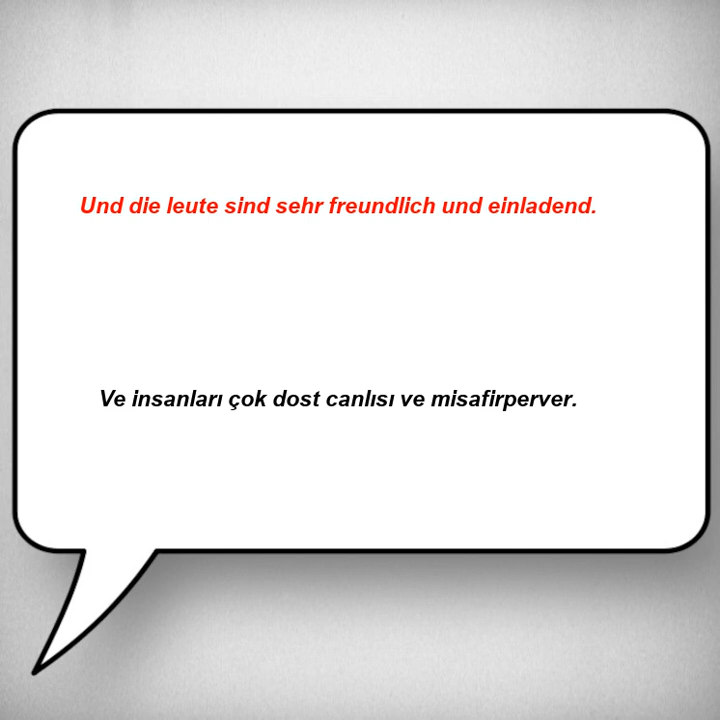 Und die leute sind sehr freundlich und einladend.
Ve insanları çok dost canlısı ve misafirperver.